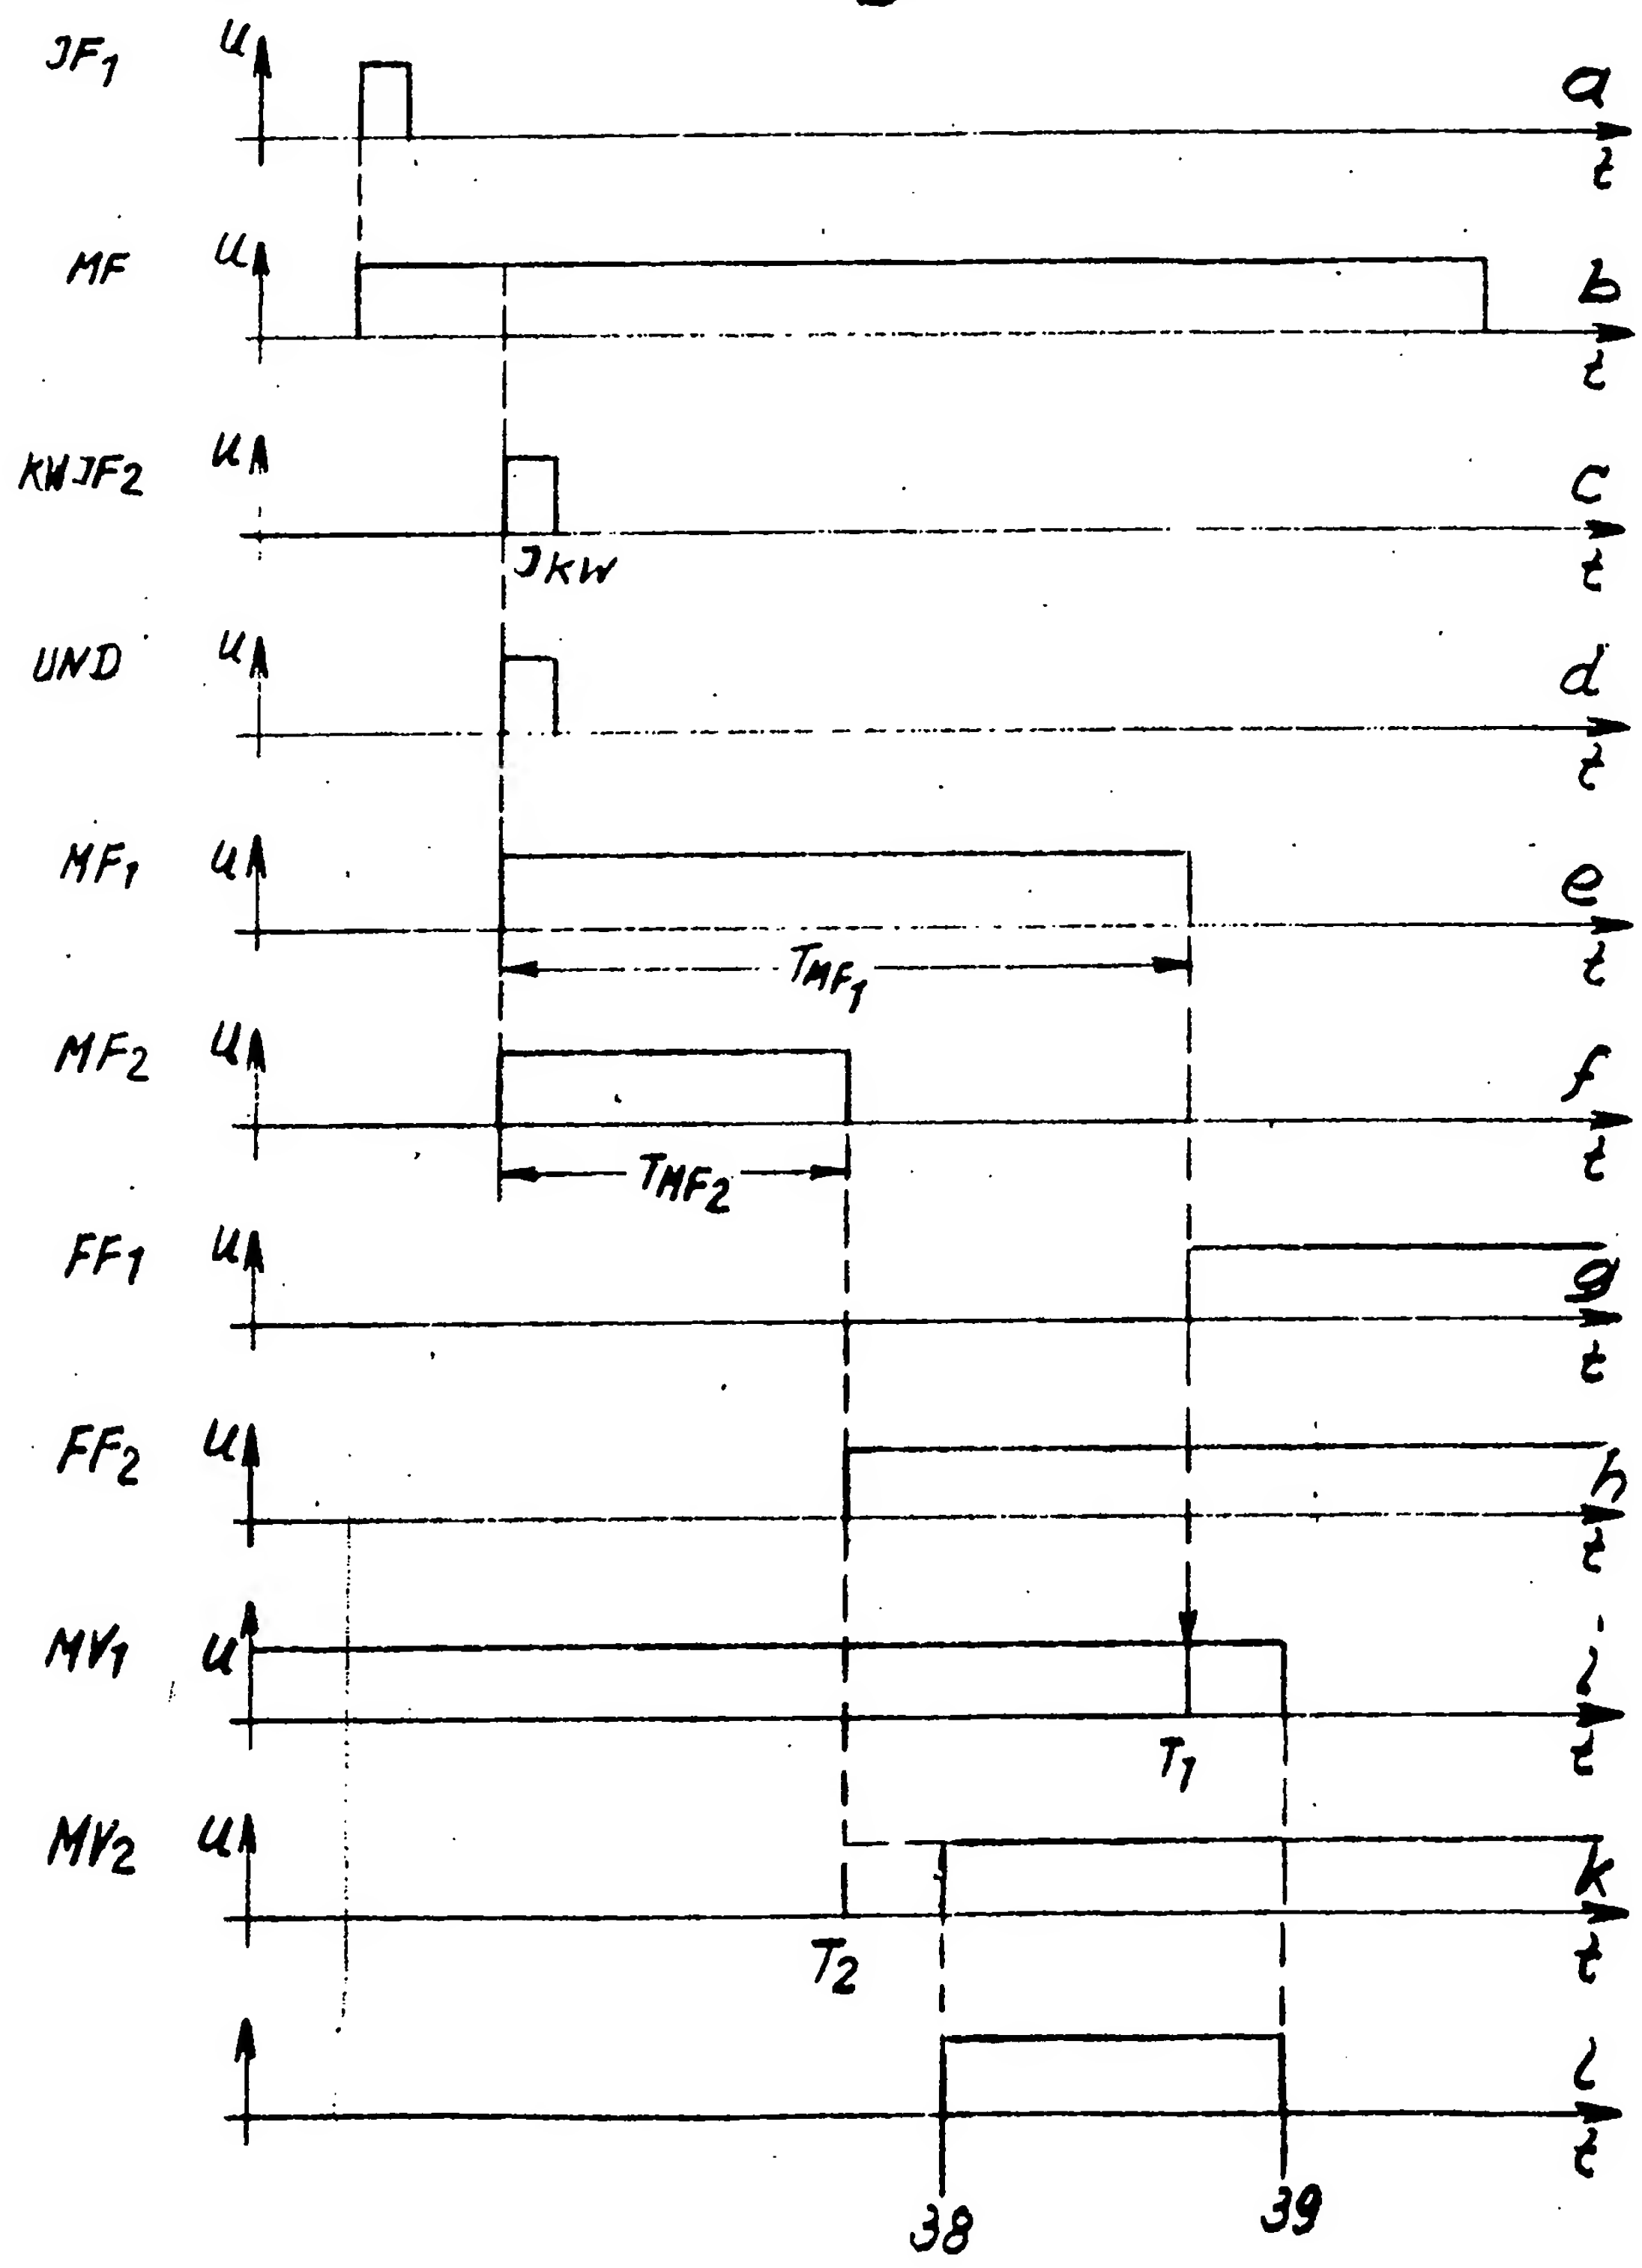 JF1 U a
t
MF U b
t
KWJF2 U c
JKW t
UND U d
t
MF1 U e
TMF1 t
MF2 U f
TMF2 t
FF1 U g
t
FF2 U h
t
MV1 U i
T1 t
MV2 U k
T2 t
l
t
38 39